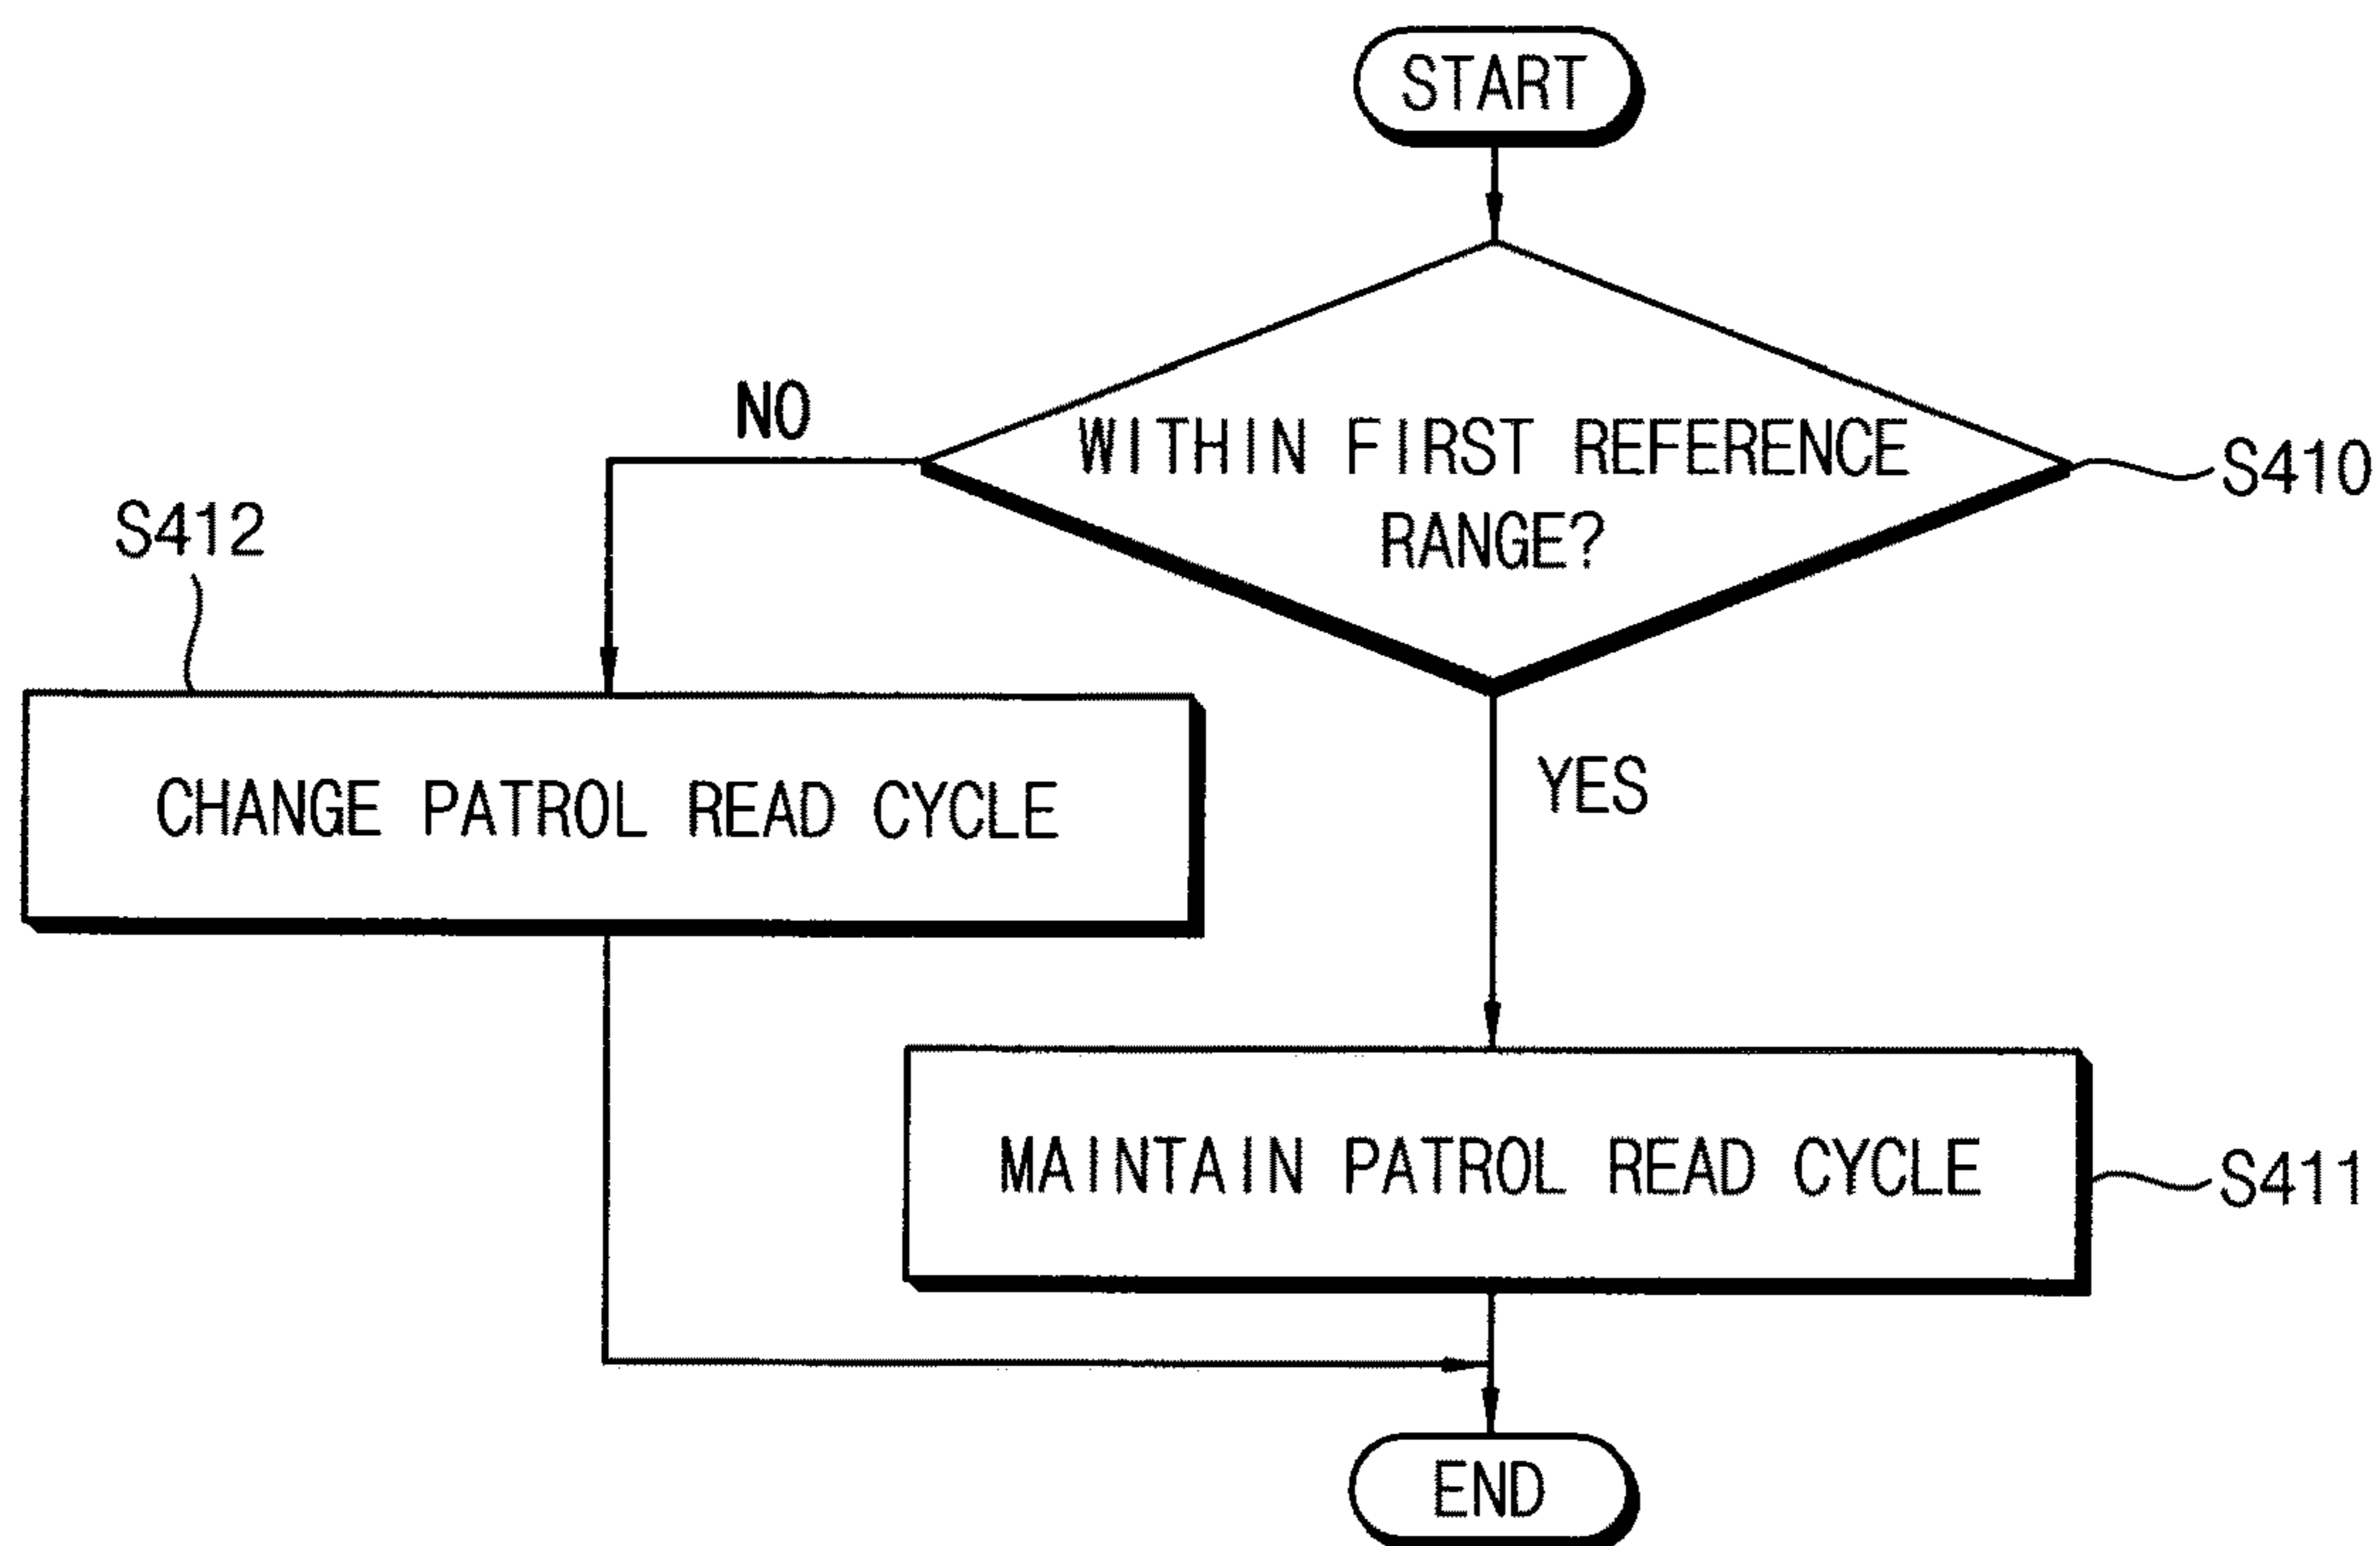 START
NO
WITHIN FIRST REFERENCE
RANGE?
S410
S412
CHANGE PATROL READ CYCLE
YES
MAINTAIN PATROL READ CYCLE
S411
END